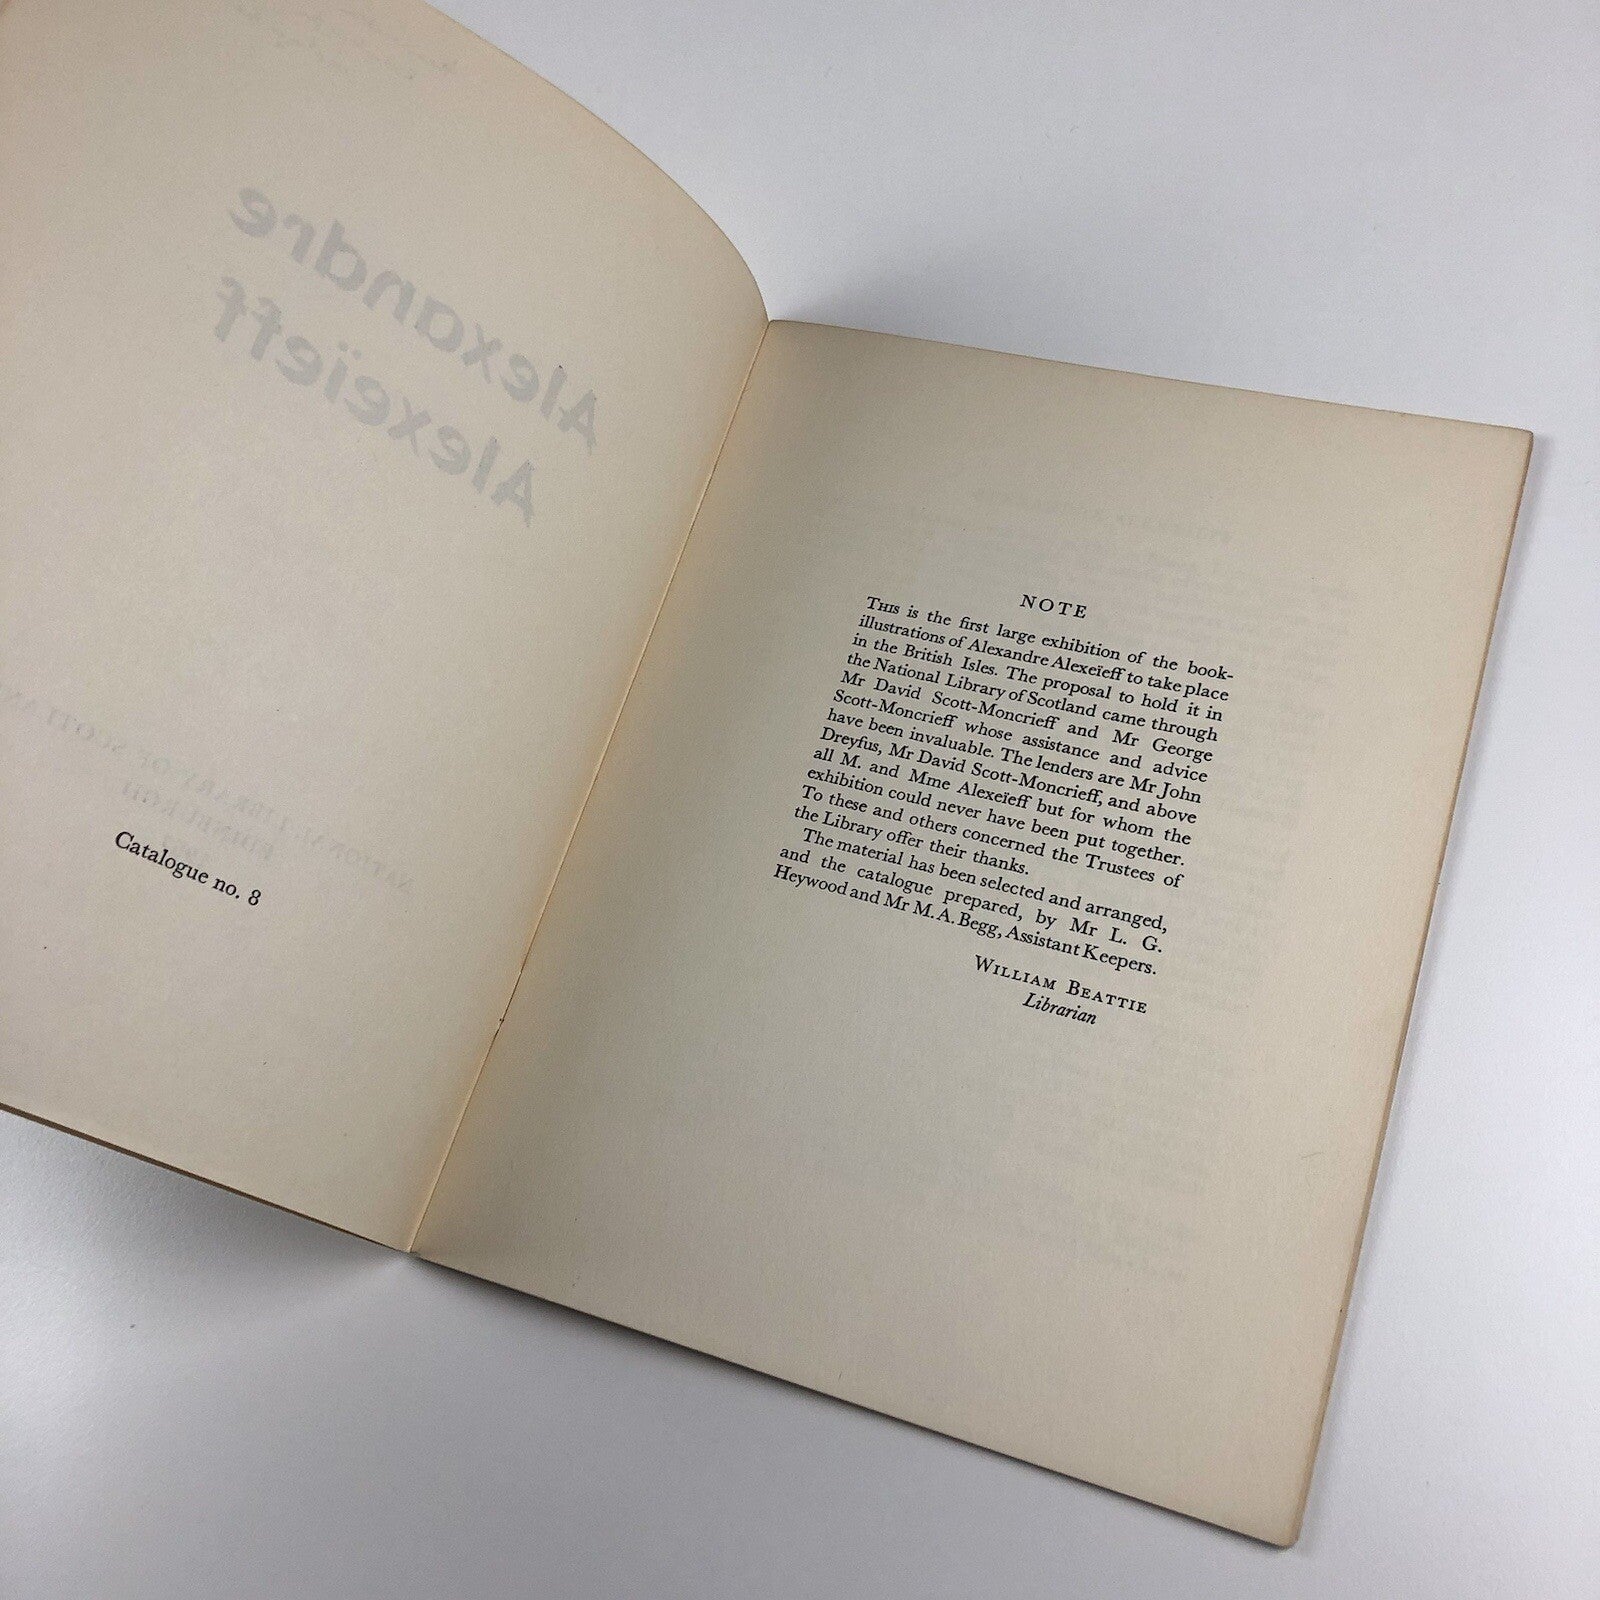 Alexandre
Alexeïeff
Catalogue no. 8
NOTE
THIS is the first large exhibition of the book-
illustrations of Alexandre Alexeïeff to take place
in the British Isles. The proposal to hold it in
the National Library of Scotland came through
Mr David Scott-Moncrieff and Mr George
Scott-Moncrieff whose assistance and advice
have been invaluable. The lenders are Mr John
Dreyfus, Mr David Scott-Moncrieff, and above
all M. and Mme Alexeïeff but for whom the
exhibition could never have been put together.
To these and others concerned the Trustees of
the Library offer their thanks.
The material has been selected and arranged,
and the catalogue prepared, by Mr L. G.
Heywood and Mr M. A. Begg, Assistant Keepers.
WILLIAM BEATTIE
Librarian